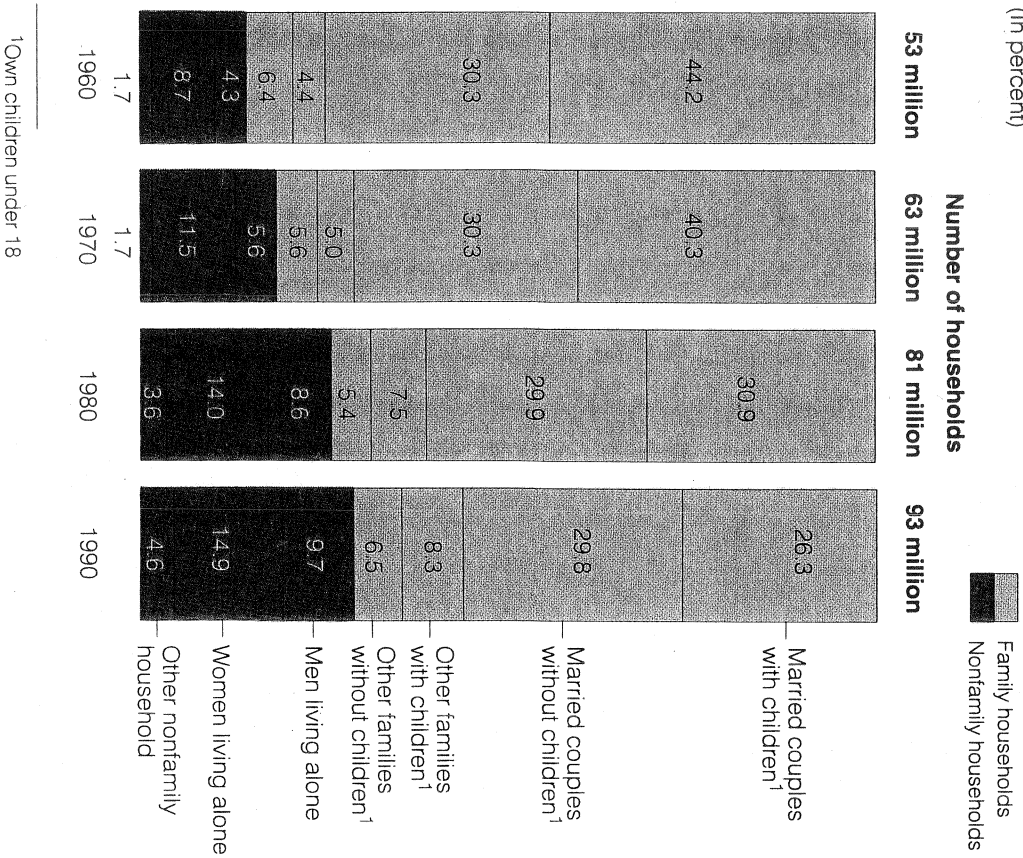 (In percent)
Family households
Nonfamily households
Number of households
53 million
63 million
81 million
93 million
44.2
40.3
30.9
26.3
Married couples
with children1
30.3
30.3
29.9
29.8
Married couples
without children1
4.4
5.0
7.5
8.3
Other families
with children1
6.4
5.6
5.4
6.5
Other families
without children1
4.3
5.6
8.6
9.7
Men living alone
8.7
11.5
14.0
14.9
Women living alone
1.7
1.7
3.6
4.6
Other nonfamily
household
1960
1970
1980
1990
1Own children under 18